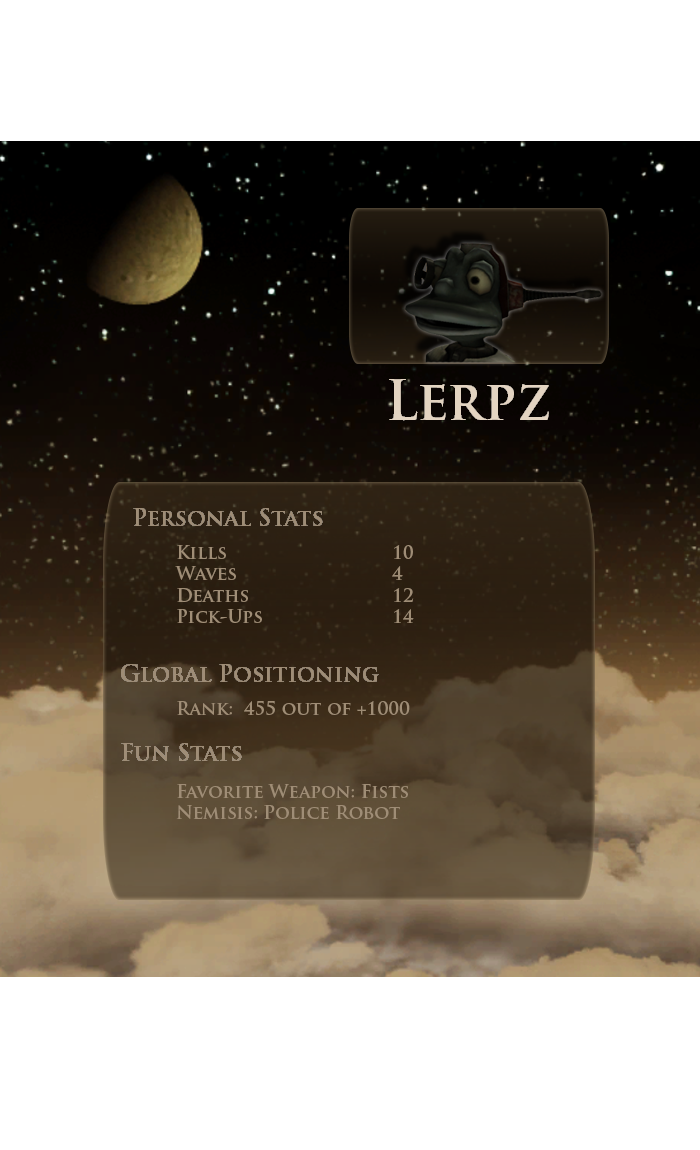 Lerpz
Personal Stats
Kills 10
Waves 4
Deaths 12
Pick-Ups 14
Global Positioning
Rank: 455 out of +1000
Fun Stats
Favorite Weapon: Fists
Nemisis: Police Robot